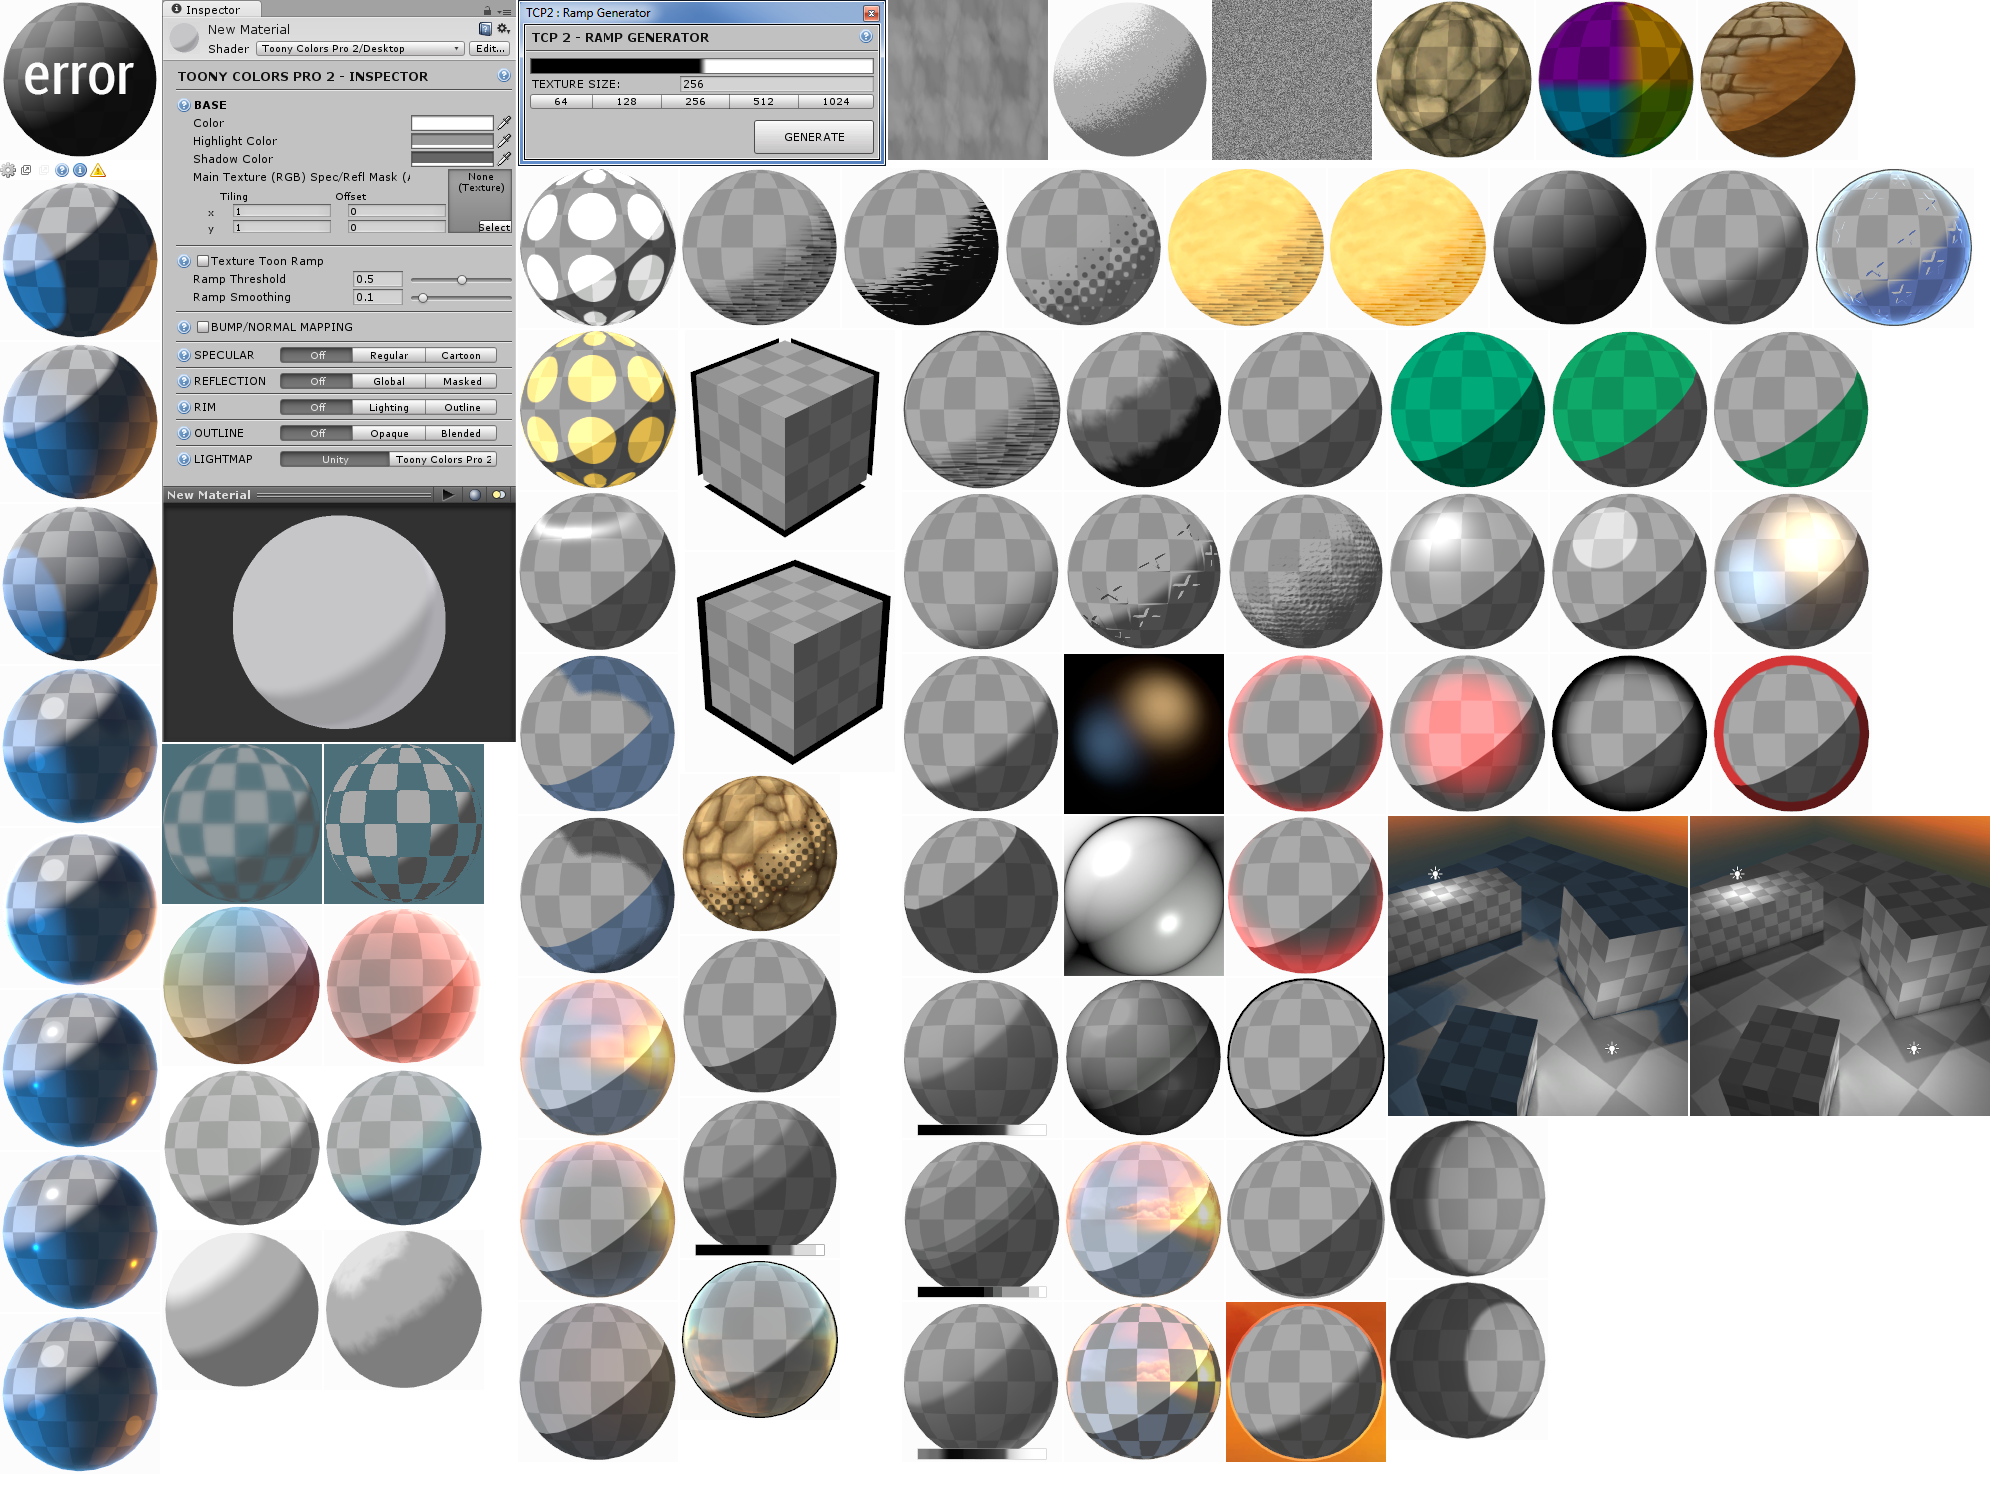 error
Inspector
New Material
Shader Toony Colors Pro 2/Desktop Edit...
TOONY COLORS PRO 2 - INSPECTOR
BASE
Color
Highlight Color
Shadow Color
Main Texture (RGB) Spec/Refl Mask (/
None
(Texture)
Select
Tiling Offset
x 1 0
y 1 0
Texture Toon Ramp
Ramp Threshold 0.5
Ramp Smoothing 0.1
BUMP/NORMAL MAPPING
SPECULAR Off Regular Cartoon
REFLECTION Off Global Masked
RIM Off Lighting Outline
OUTLINE Off Opaque Blended
LIGHTMAP Unity Toony Colors Pro 2
New Material
TCP2 : Ramp Generator
TCP 2 - RAMP GENERATOR
TEXTURE SIZE: 256
64 128 256 512 1024
GENERATE